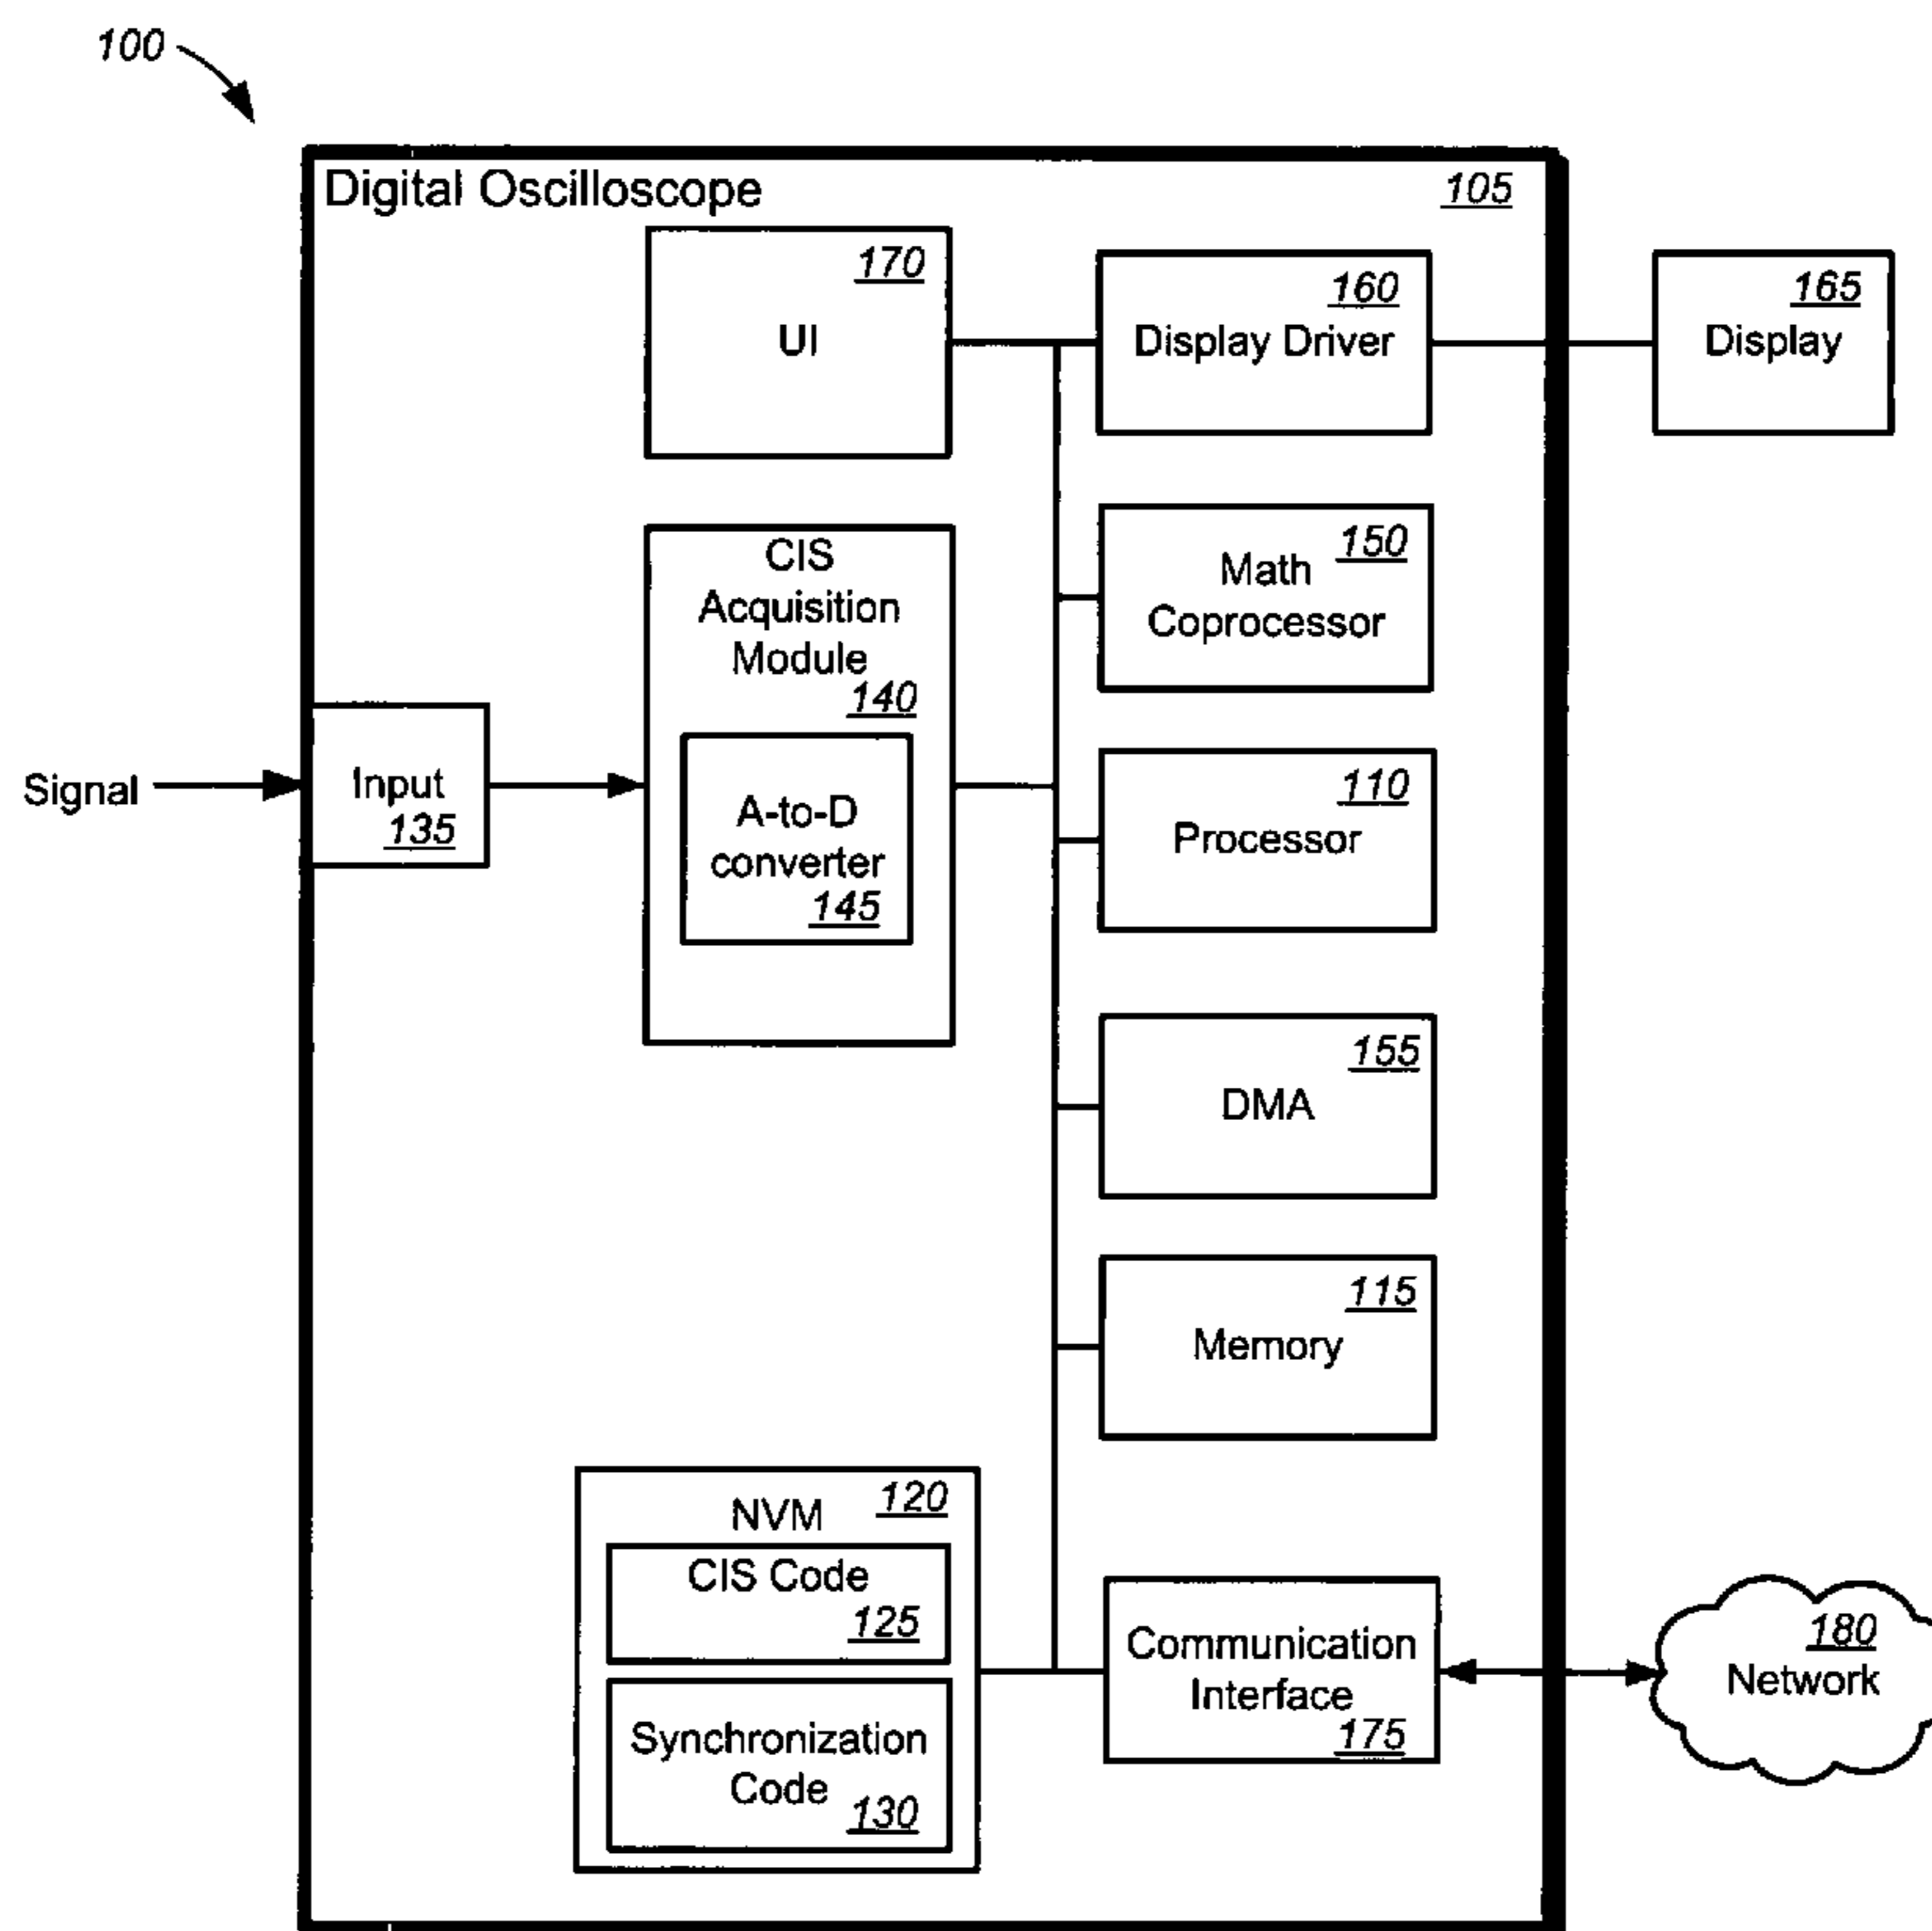 100
Digital Oscilloscope
105
170
UI
160
Display Driver
165
Display
CIS
Acquisition
Module
140
A-to-D
converter
145
150
Math
Coprocessor
Signal
Input
135
110
Processor
155
DMA
115
Memory
NVM
120
CIS Code
125
Synchronization
Code
130
Communication
Interface
175
180
Network